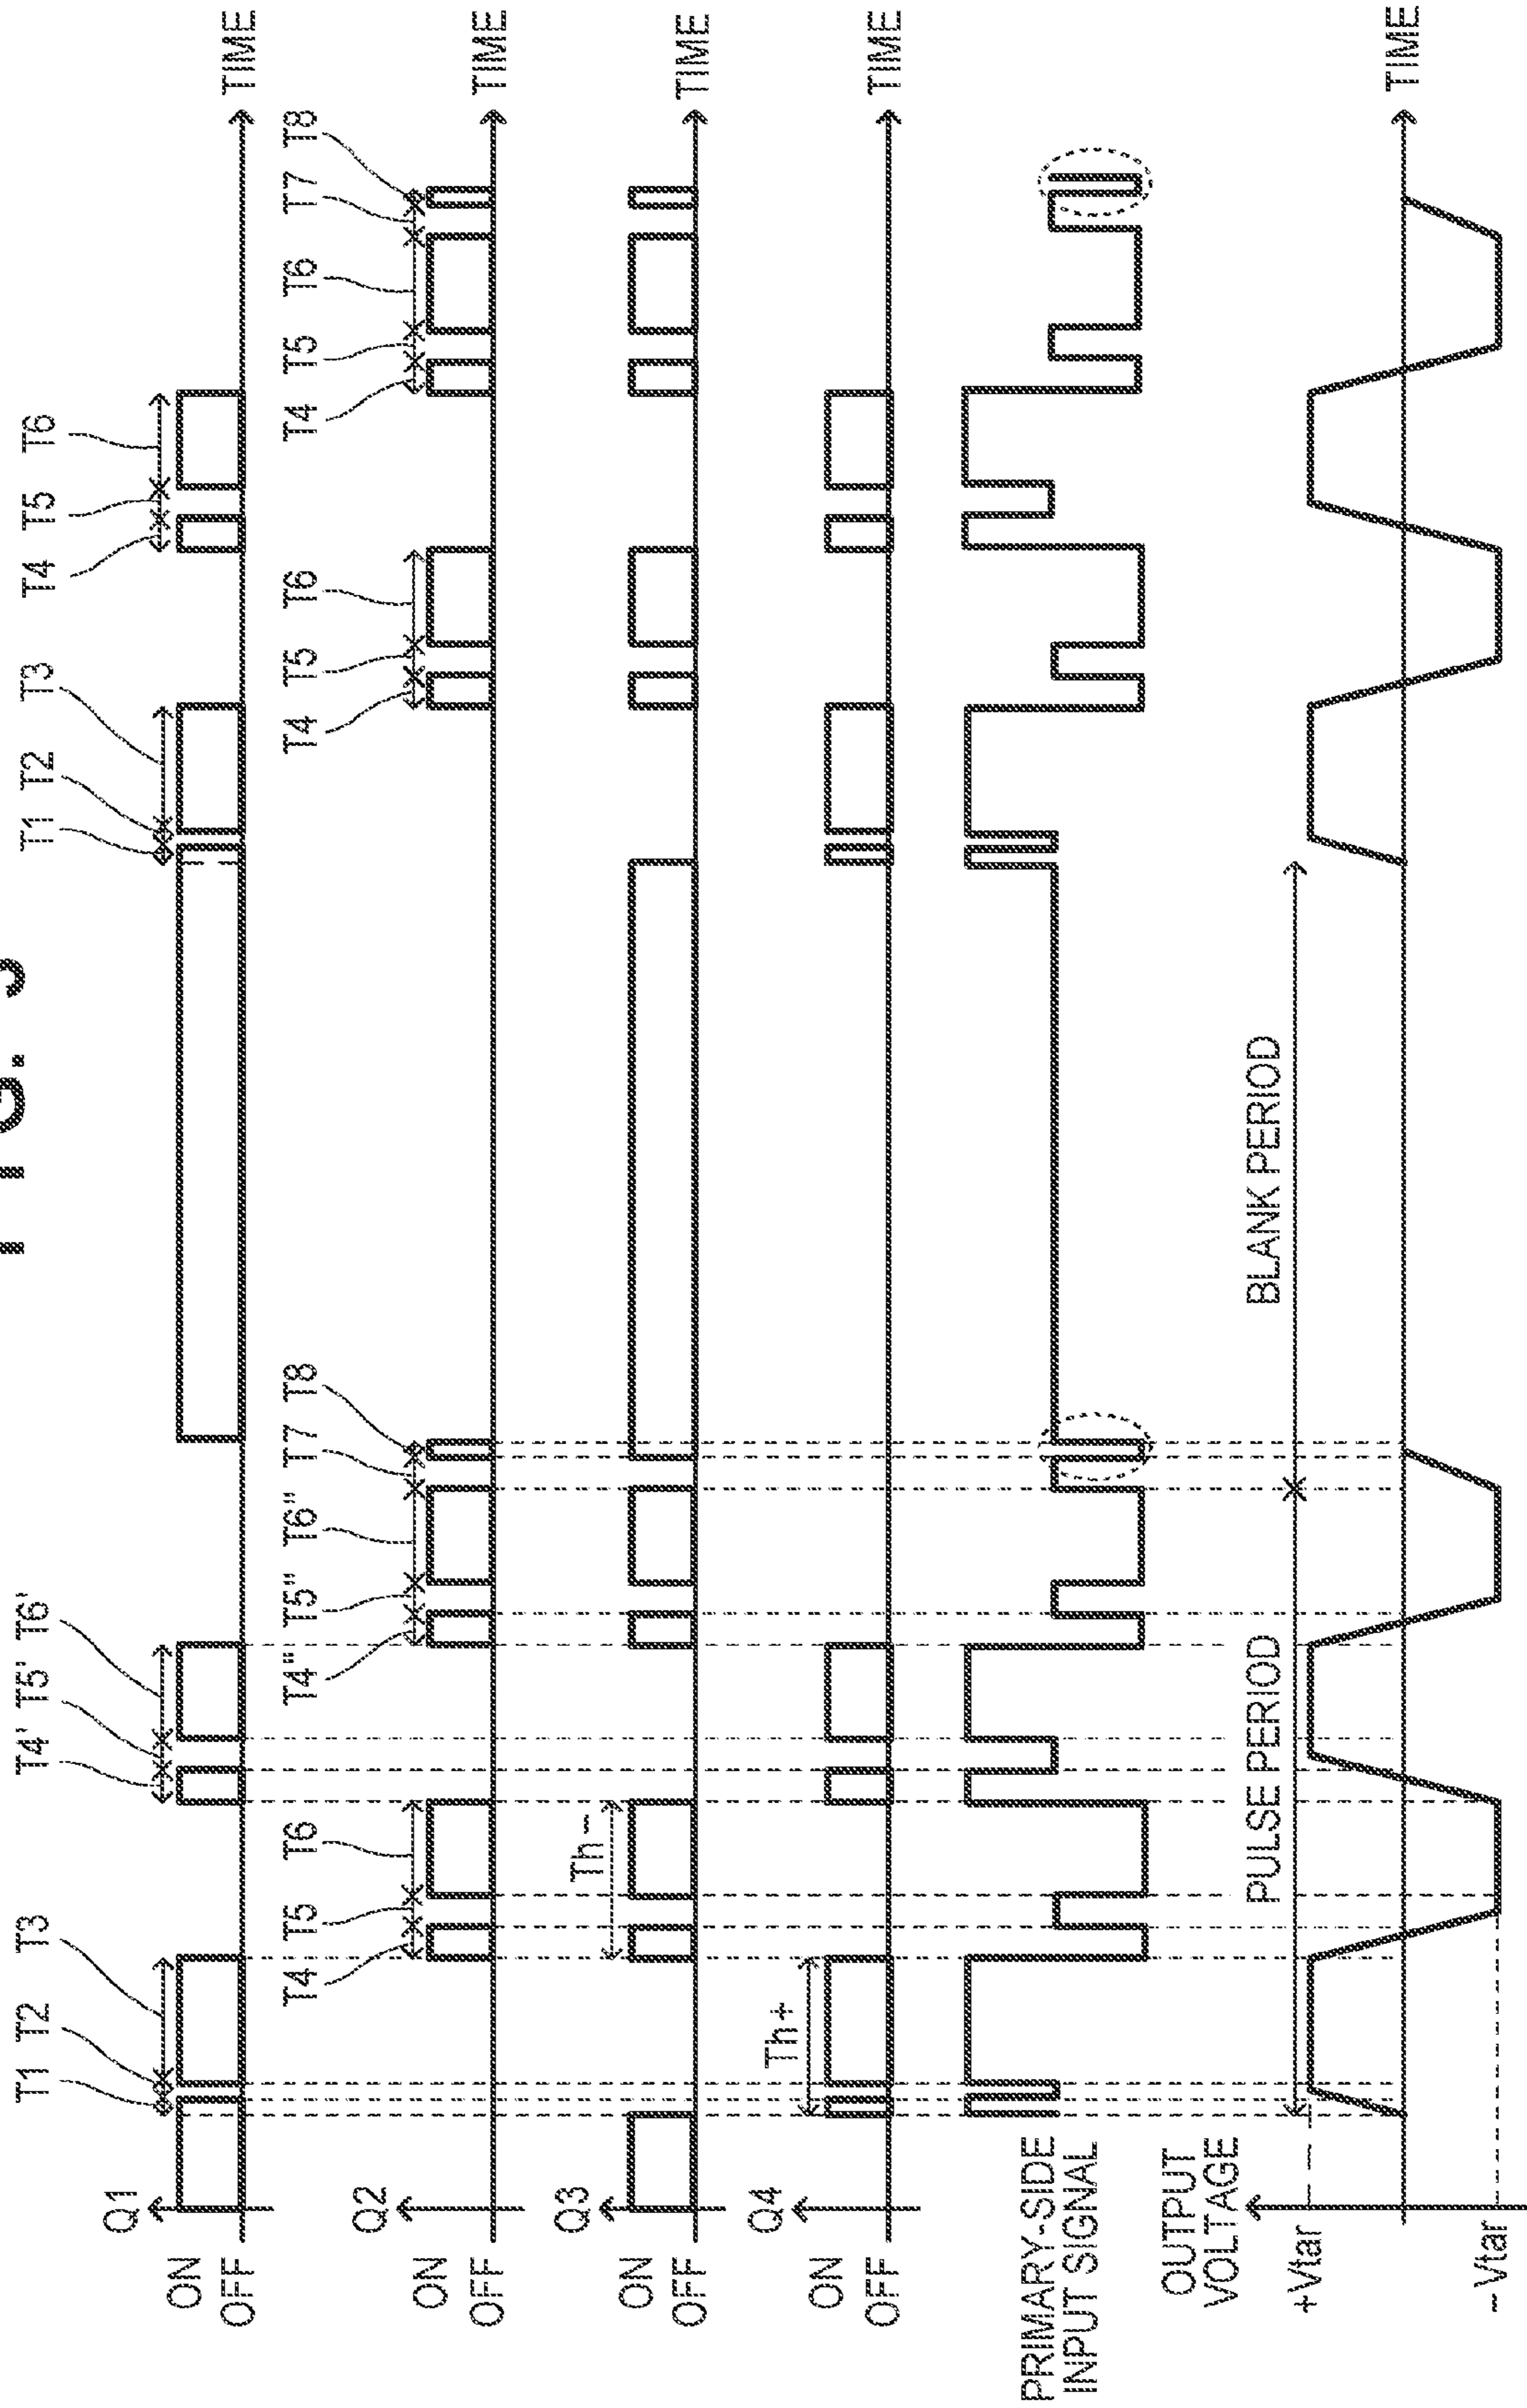 FIG.
T1 T2 T3 T4' T5' T6' T1 T2 T3 T4 T5 T6
Q1
ON
OFF
TIME
T4 T5 T6 T4" T5" T6" T7 T8 T4 T5 T6 T4 T5 T6 T7 T8
Q2
ON
OFF
TIME
Th-
Q3
ON
OFF
TIME
Th+
Q4
ON
OFF
TIME
PRIMARY-SIDE
INPUT SIGNAL
OUTPUT
VOLTAGE
PULSE PERIOD BLANK PERIOD
+Vtar
TIME
-Vtar